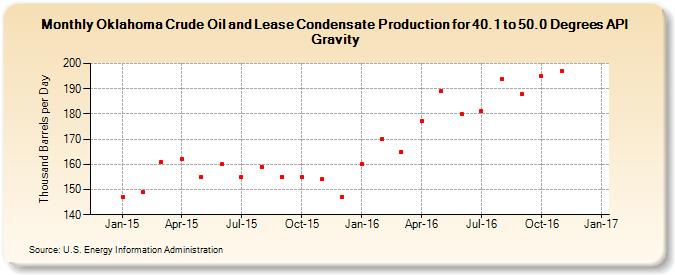 Monthly Oklahoma Crude Oil and Lease Condensate Production for 40.1 to 50.0 Degrees API
Gravity
Thousand Barrels per Day
200
190
180
170
160
150
140
Jan-15 Apr-15 Jul-15 Oct-15 Jan-16 Apr-16 Jul-16 Oct-16 Jan-17
Source: U.S. Energy Information Administration